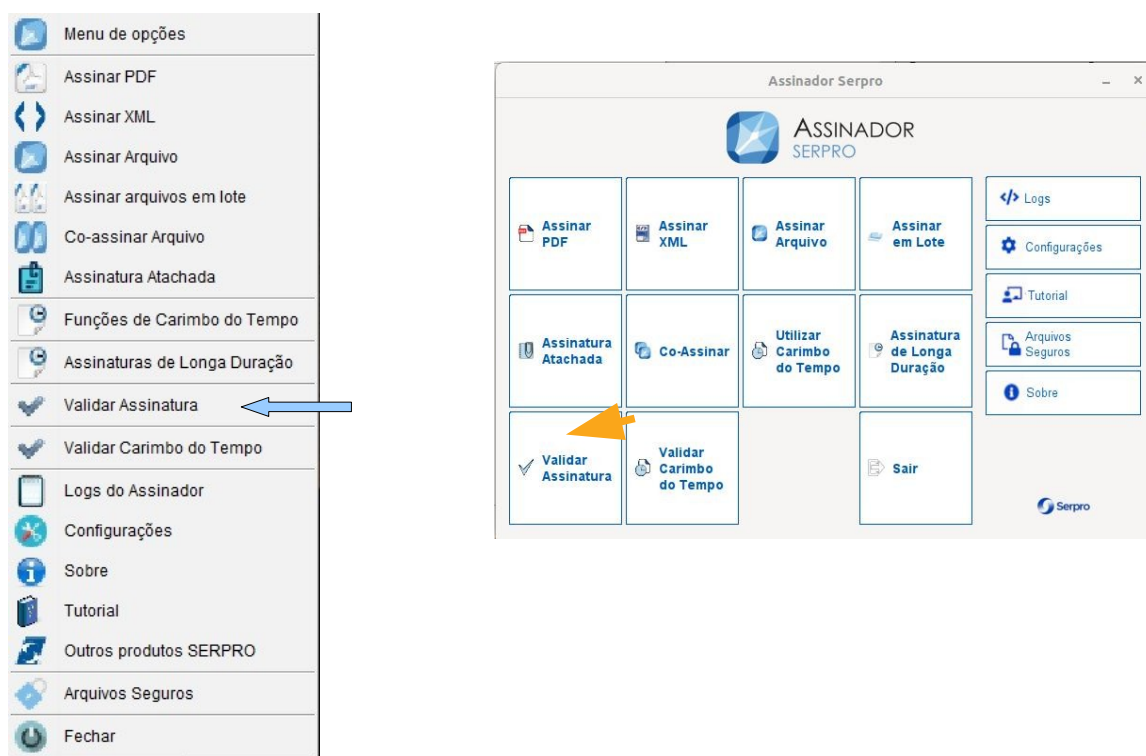 Menu de opções
Assinar PDF
Assinar XML
Assinar Arquivo
Assinar arquivos em lote
Co-assinar Arquivo
Assinatura Atachada
Funções de Carimbo do Tempo
Assinaturas de Longa Duração
Validar Assinatura
Validar Carimbo do Tempo
Logs do Assinador
Configurações
Sobre
Tutorial
Outros produtos SERPRO
Arquivos Seguros
Fechar
Assinador Serpro
ASSINADOR
SERPRO
Assinar
PDF
Assinar
XML
Assinar
Arquivo
Assinar
em Lote
Assinatura
Atachada
Co-Assinar
Utilizar
Carimbo
do Tempo
Assinatura
de Longa
Duração
Validar
Assinatura
Validar
Carimbo
do Tempo
Sair
Logs
Configurações
Tutorial
Arquivos
Seguros
Sobre
Serpro